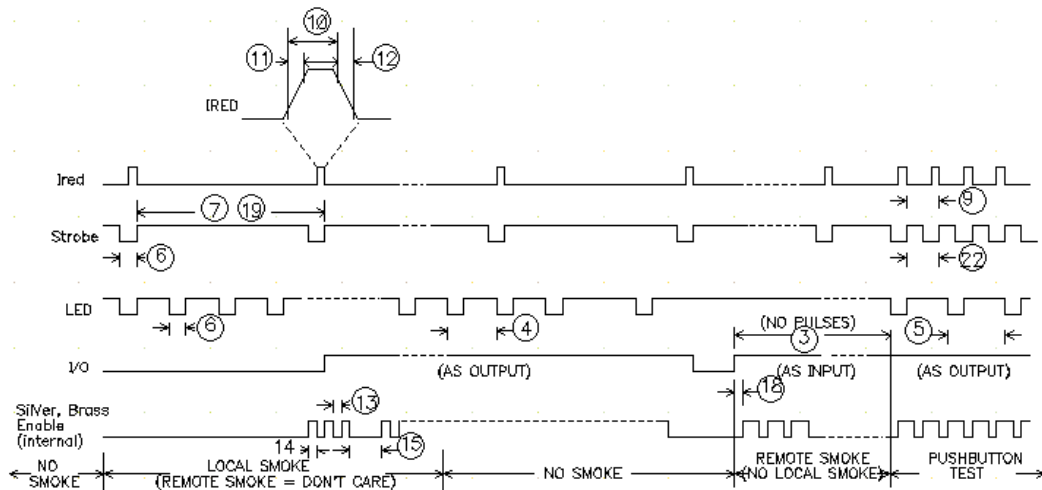 10
11
12
IRED
Ired
7 19
9
Strobe
6
22
LED
6
4
(NO PULSES)
3
5
I/O
(AS OUTPUT)
(AS INPUT)
(AS OUTPUT)
18
SilVer, Brass
Enable
(internal)
13
14
15
NO
SMOKE
LOCAL SMOKE
(REMOTE SMOKE = DON'T CARE)
NO SMOKE
REMOTE SMOKE
(NO LOCAL SMOKE)
PUSHBUTTON
TEST